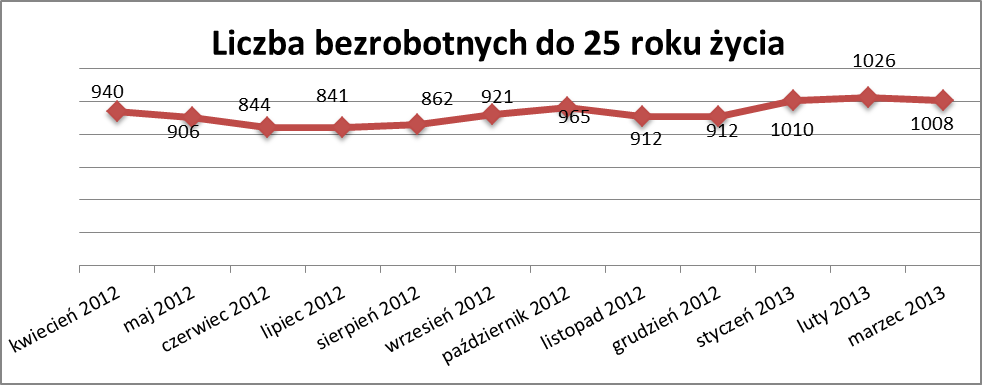 Liczba bezrobotnych do 25 roku życia
940
906
844
841
862
921
965
912
912
1010
1026
1008
kwiecień 2012
maj 2012
czerwiec 2012
lipiec 2012
sierpień 2012
wrzesień 2012
październik 2012
listopad 2012
grudzień 2012
styczeń 2013
luty 2013
marzec 2013